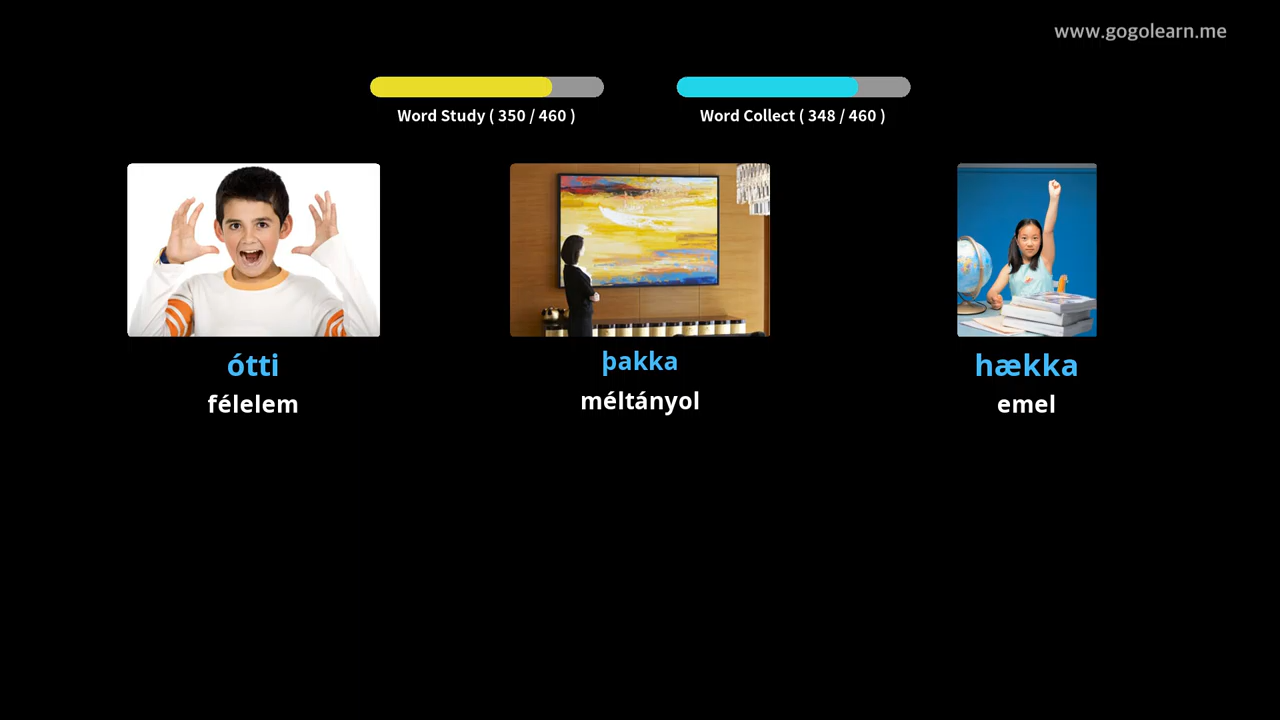 www.gogolearn.me
Word Study ( 350 / 460 )
Word Collect ( 348 / 460 )
ótti
félelem
þakka
méltányol
hækka
emel